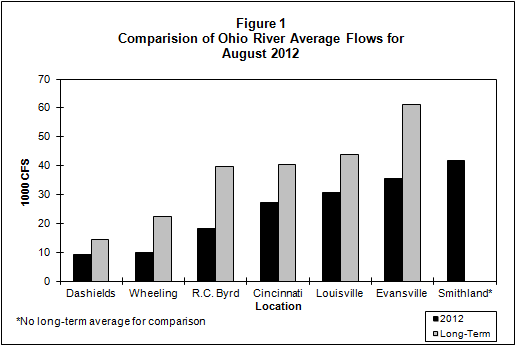 Figure 1
Comparision of Ohio River Average Flows for
August 2012
70
60
50
40
30
20
10
0
1000 CFS
Dashields Wheeling R.C. Byrd Cincinnati Louisville Evansville Smithland*
Location
*No long-term average for comparison
2012
Long-Term